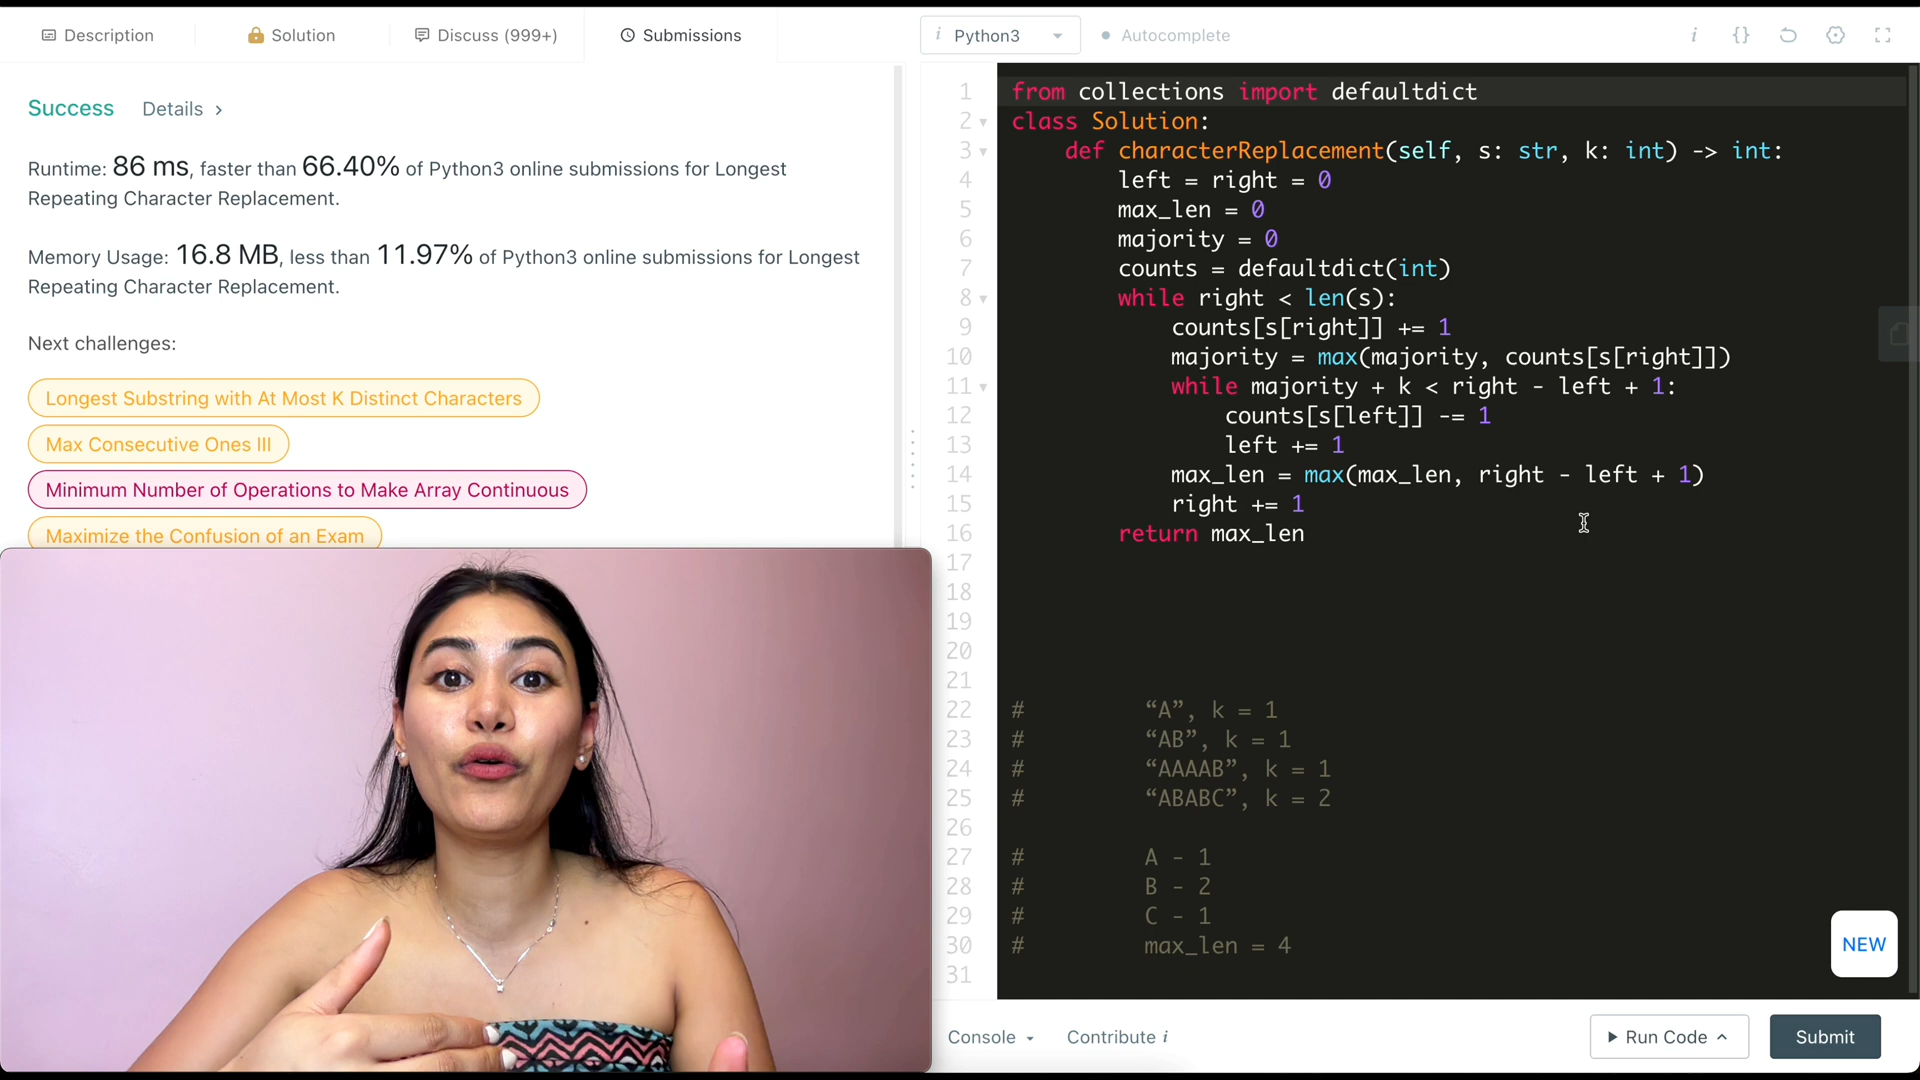 Description
Solution
Discuss (999+)
Submissions
i Python3
Autocomplete
i {}
Success Details >
Runtime: 86 ms, faster than 66.40% of Python3 online submissions for Longest
Repeating Character Replacement.
Memory Usage: 16.8 MB, less than 11.97% of Python3 online submissions for Longest
Repeating Character Replacement.
Next challenges:
Longest Substring with At Most K Distinct Characters
Max Consecutive Ones III
Minimum Number of Operations to Make Array Continuous
Maximize the Confusion of an Exam
1 from collections import defaultdict
2 class Solution:
3     def characterReplacement(self, s: str, k: int) -> int:
4         left = right = 0
5         max_len = 0
6         majority = 0
7         counts = defaultdict(int)
8         while right < len(s):
9             counts[s[right]] += 1
10             majority = max(majority, counts[s[right]])
11             while majority + k < right - left + 1:
12                 counts[s[left]] -= 1
13                 left += 1
14             max_len = max(max_len, right - left + 1)
15             right += 1
16         return max_len
17
18
19
20
21
22 #         “A”, k = 1
23 #         “AB”, k = 1
24 #         “AAAAB”, k = 1
25 #         “ABABC”, k = 2
26
27 #         A - 1
28 #         B - 2
29 #         C - 1
30 #         max_len = 4
31
NEW
Console
Contribute i
Run Code
Submit